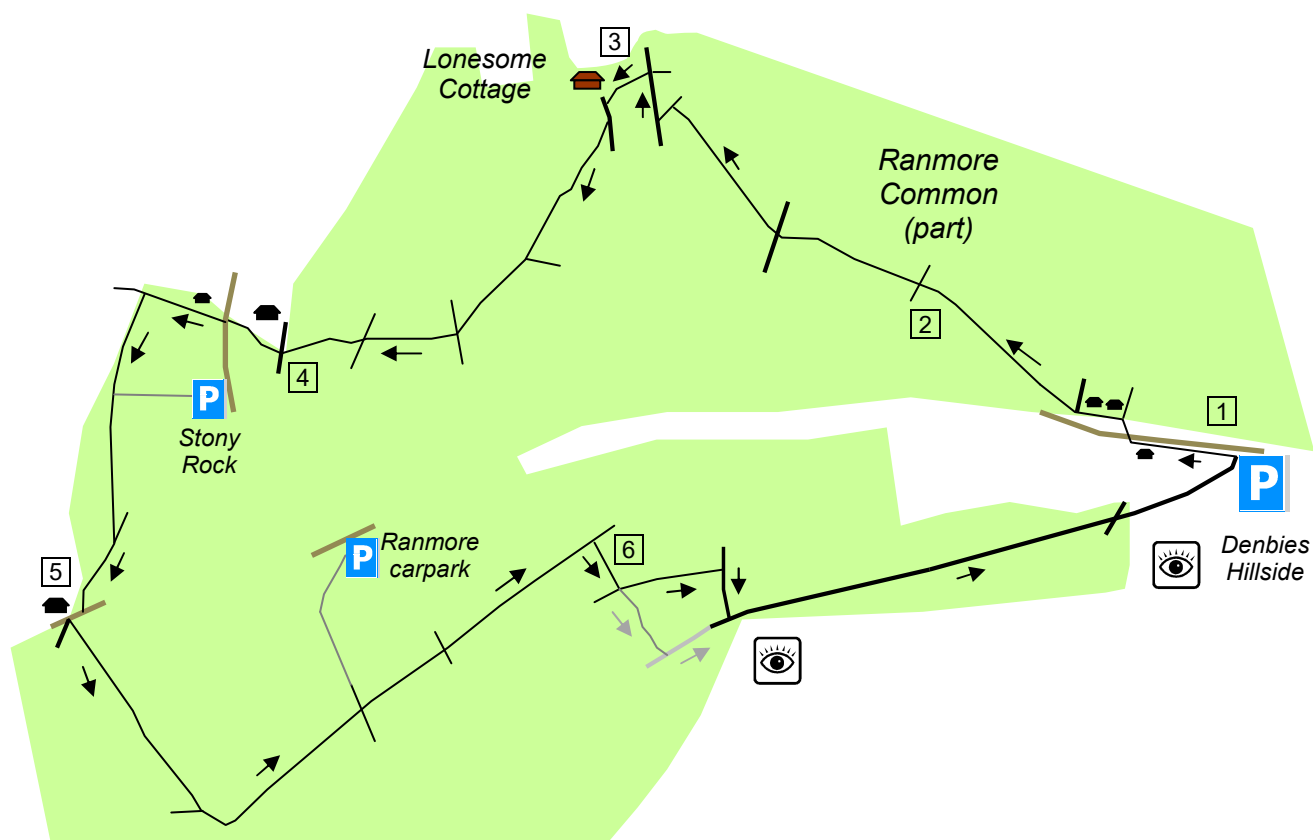 3
Lonesome
Cottage
Ranmore
Common
(part)
2
4
P
Stony
Rock
1
P
Denbies
Hillside
5
P
Ranmore
carpark
6